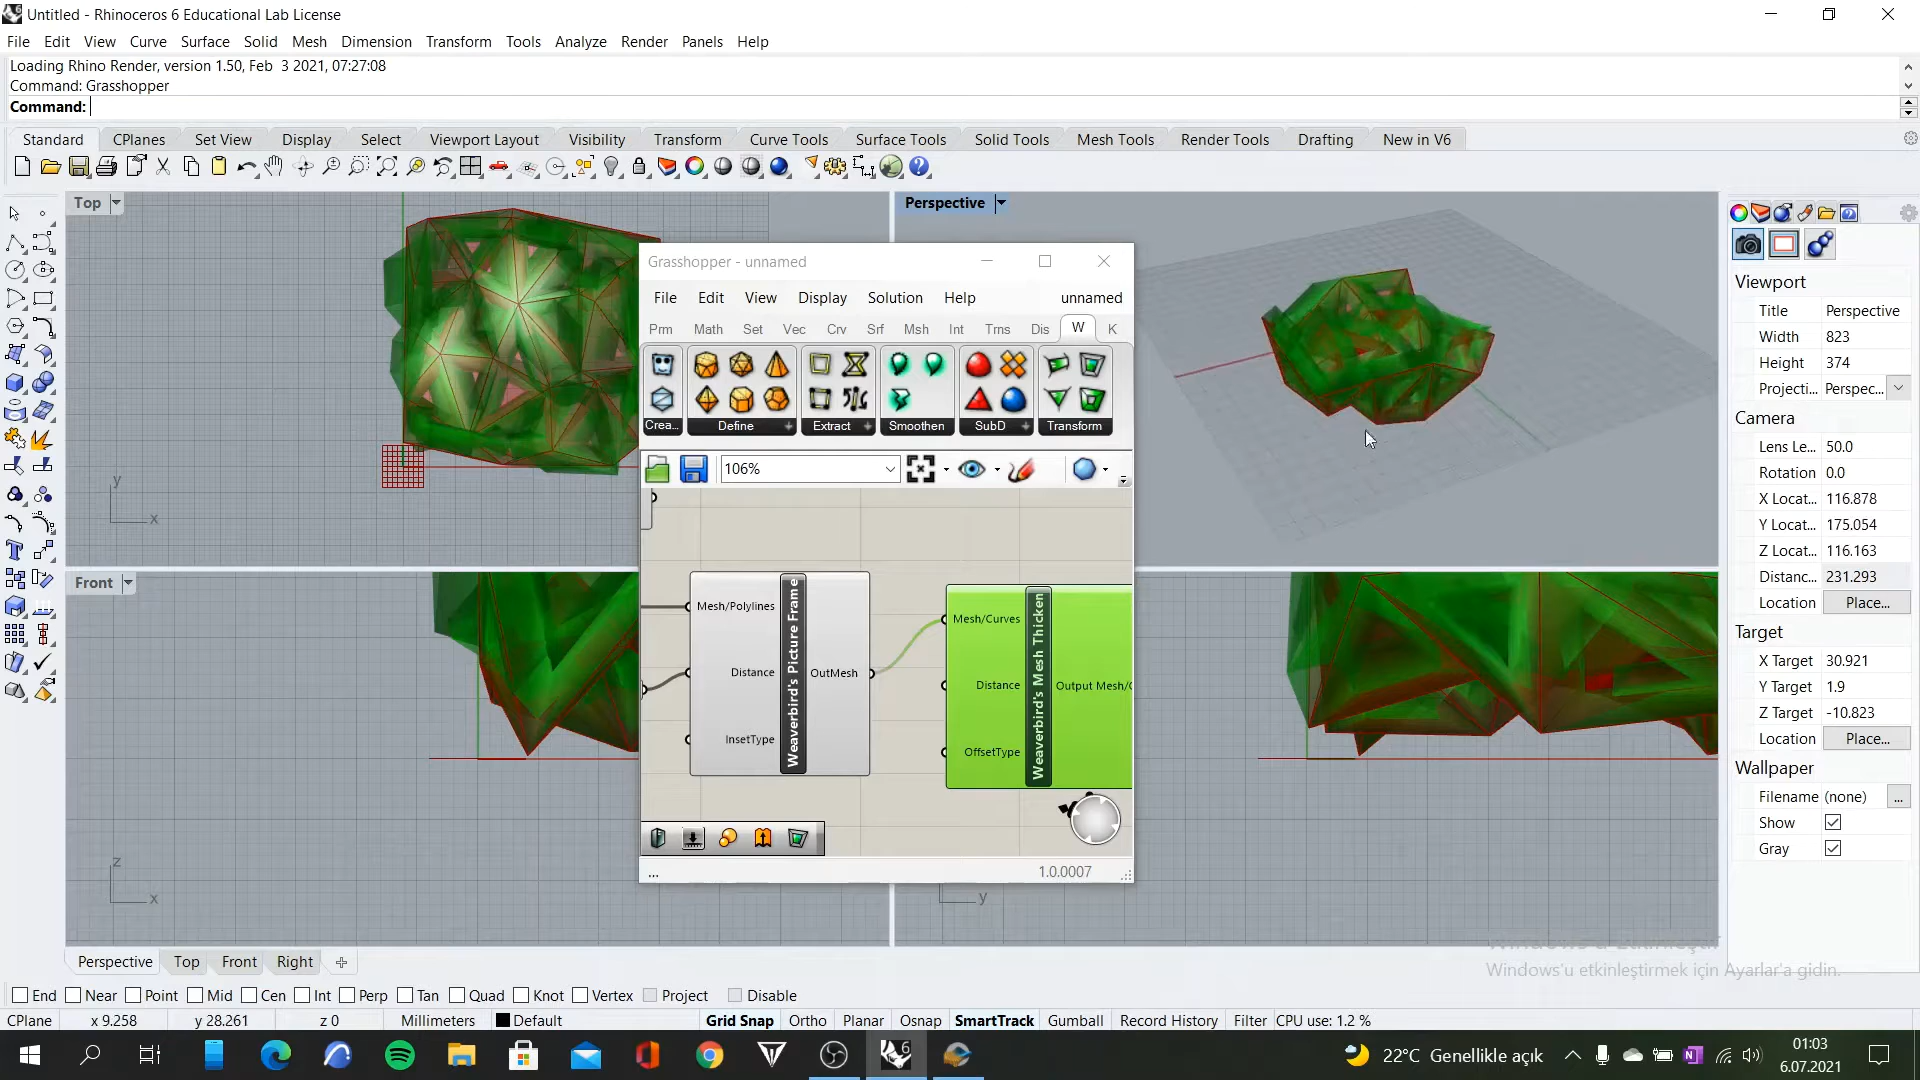 Untitled - Rhinoceros 6 Educational Lab License
File Edit View Curve Surface Solid Mesh Dimension Transform Tools Analyze Render Panels Help
Loading Rhino Render, version 1.50, Feb 3 2021, 07:27:08
Command: Grasshopper
Command:
Standard CPlanes Set View Display Select Viewport Layout Visibility Transform Curve Tools Surface Tools Solid Tools Mesh Tools Render Tools Drafting New in V6
Top
Perspective
Grasshopper - unnamed
File Edit View Display Solution Help unnamed
Prm Math Set Vec Crv Srf Msh Int Trns Dis W K
Crea... Define Extract Smoothen SubD Transform
106%
Mesh/Polylines
Distance
InsetType
Weaverbird's Picture Frame
OutMesh
Mesh/Curves
Distance
OffsetType
Weaverbird's Mesh Thicken
Output Mesh/
... 1.0.0007
y
x
Front
z
x
y
Viewport
Title Perspective
Width 823
Height 374
Projecti... Perspec...
Camera
Lens Le... 50.0
Rotation 0.0
X Locat... 116.878
Y Locat... 175.054
Z Locat... 116.163
Distanc... 231.293
Location Place...
Target
X Target 30.921
Y Target 1.9
Z Target -10.823
Location Place...
Wallpaper
Filename (none) ...
Show
Gray
Windows'u Etkinleştir
Windows'u etkinleştirmek için Ayarlar'a gidin.
Perspective Top Front Right
End Near Point Mid Cen Int Perp Tan Quad Knot Vertex Project Disable
CPlane x 9.258 y 28.261 z 0 Millimeters Default Grid Snap Ortho Planar Osnap SmartTrack Gumball Record History Filter CPU use: 1.2 %
22°C Genellikle açık
01:03
6.07.2021